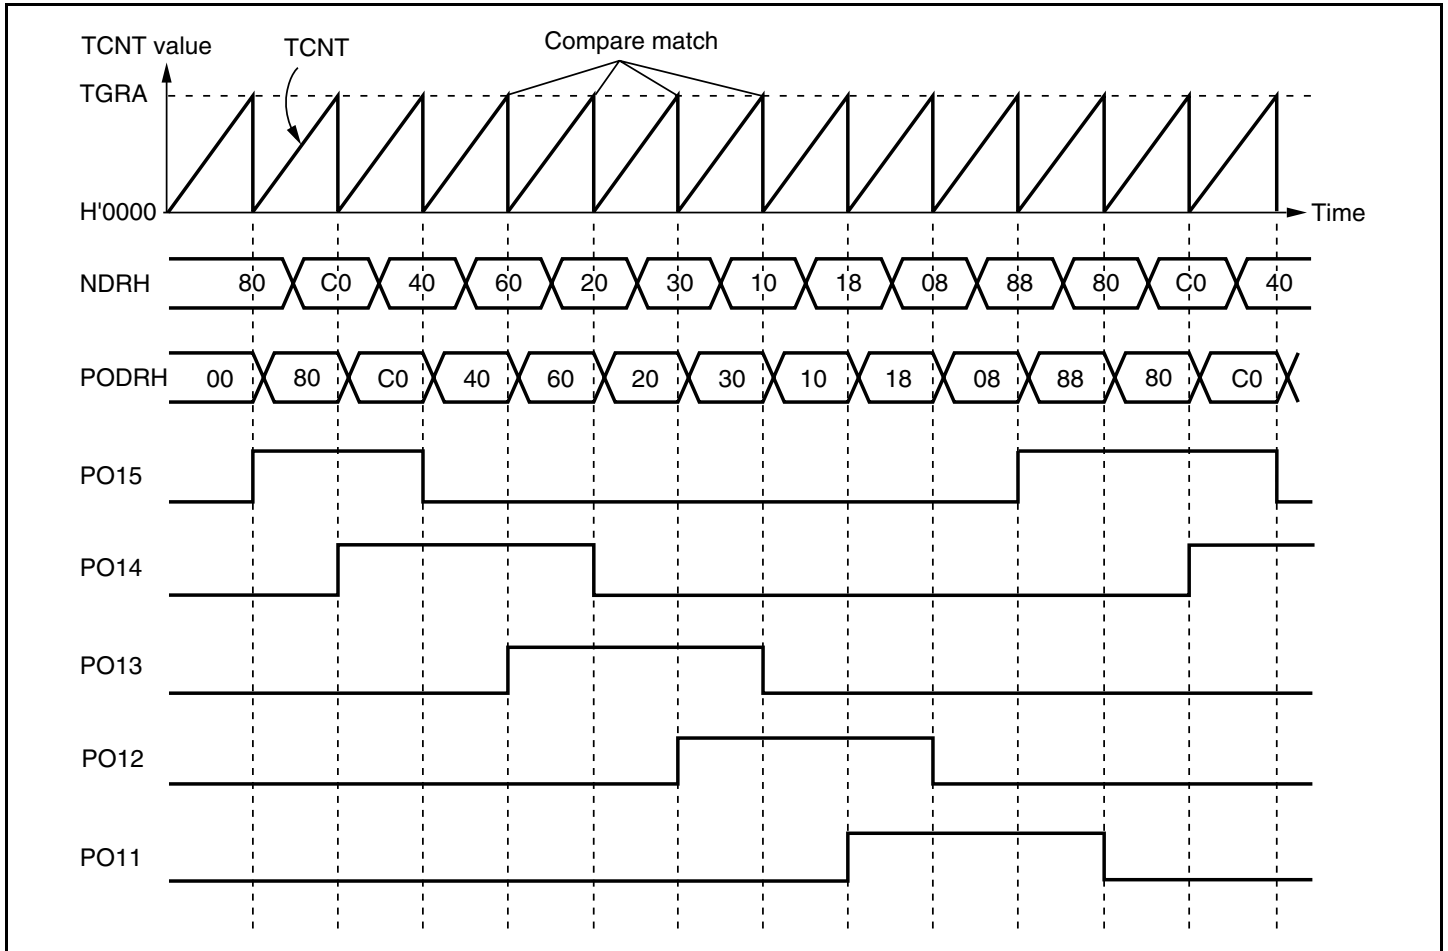 Compare match
TCNT value
TCNT
TGRA
H'0000
Time
NDRH 80 C0 40 60 20 30 10 18 08 88 80 C0 40
PODRH 00 80 C0 40 60 20 30 10 18 08 88 80 C0
PO15
PO14
PO13
PO12
PO11